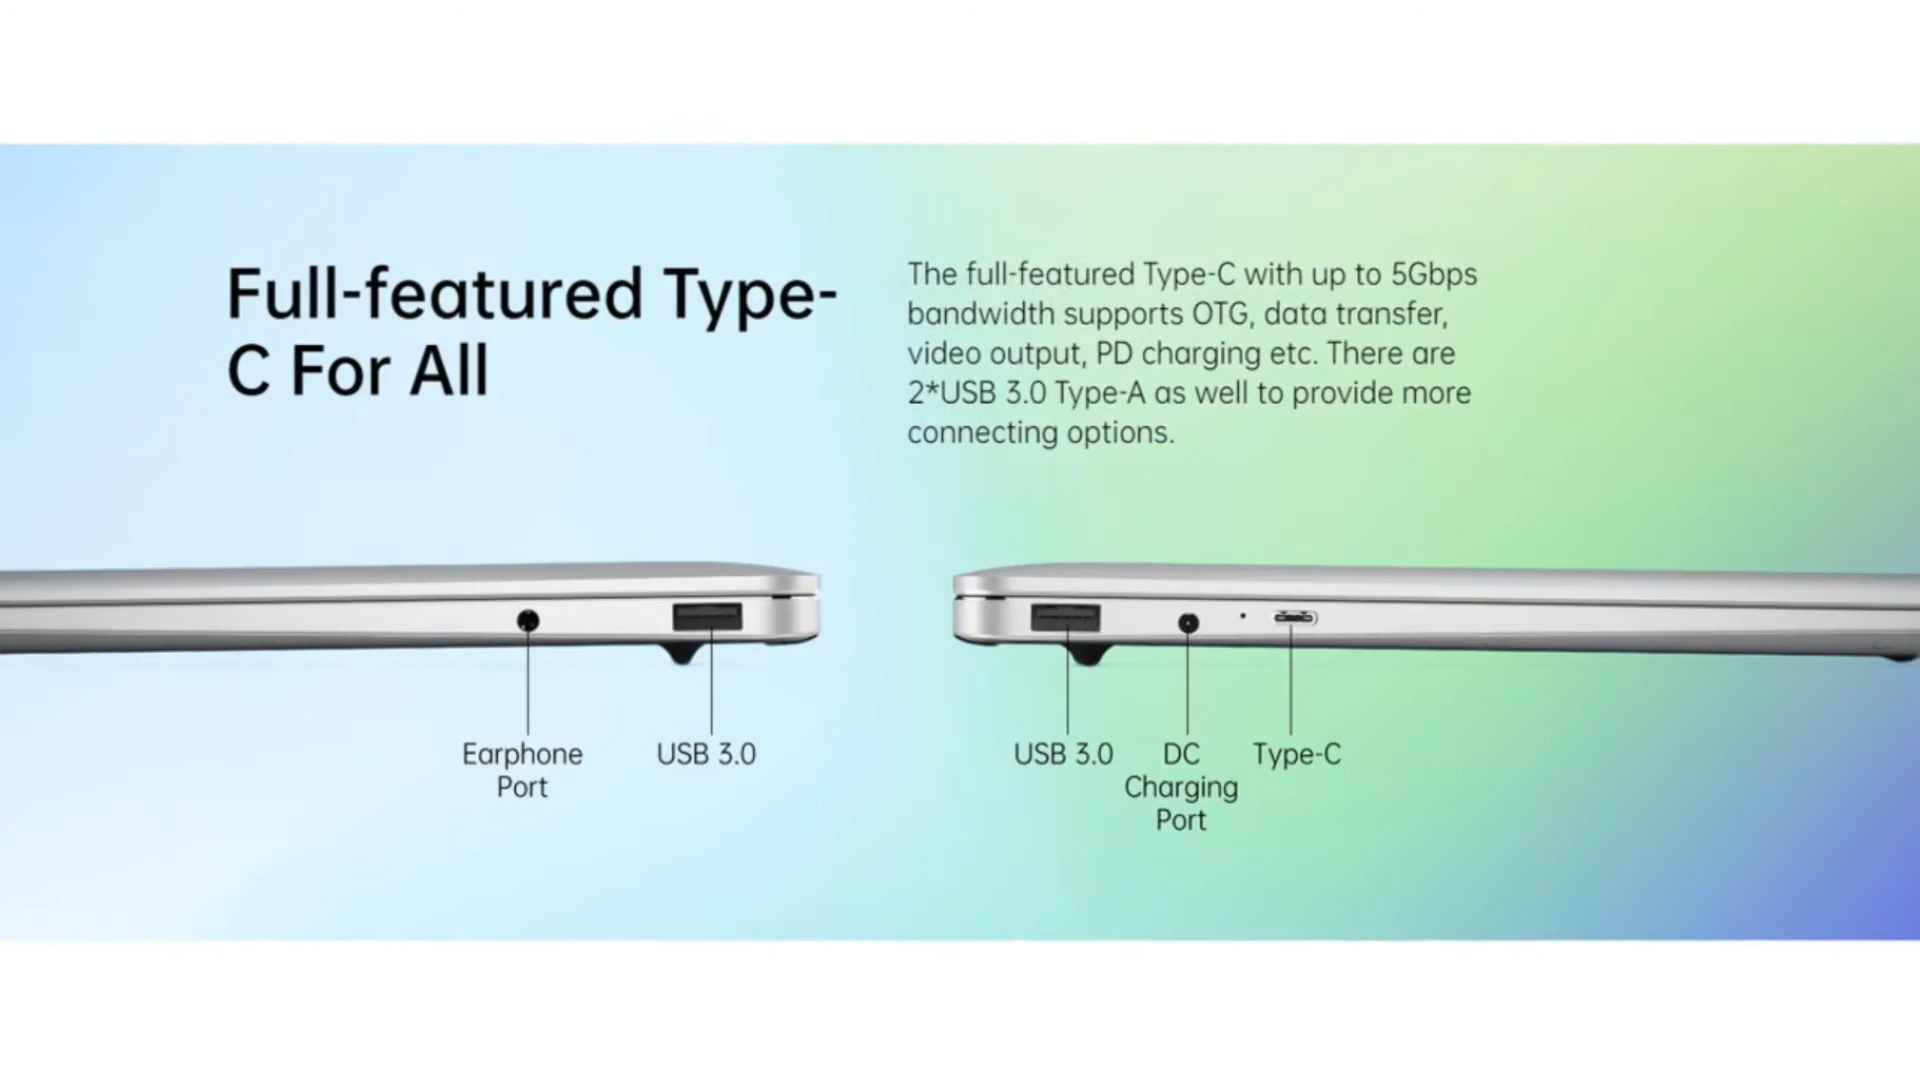 Full-featured Type-
C For All
The full-featured Type-C with up to 5Gbps
bandwidth supports OTG, data transfer,
video output, PD charging etc. There are
2*USB 3.0 Type-A as well to provide more
connecting options.
Earphone
Port
USB 3.0
USB 3.0
DC
Charging
Port
Type-C